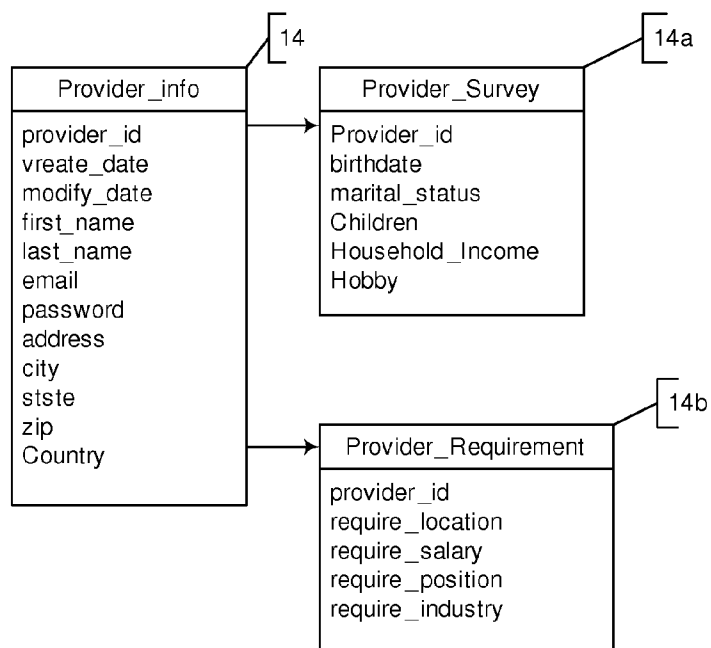 14
Provider_info
provider_id
vreate_date
modify_date
first_name
last_name
email
password
address
city
stste
zip
Country
14a
Provider_Survey
Provider_id
birthdate
marital_status
Children
Household_Income
Hobby
14b
Provider_Requirement
provider_id
require_location
require_salary
require_position
require_industry